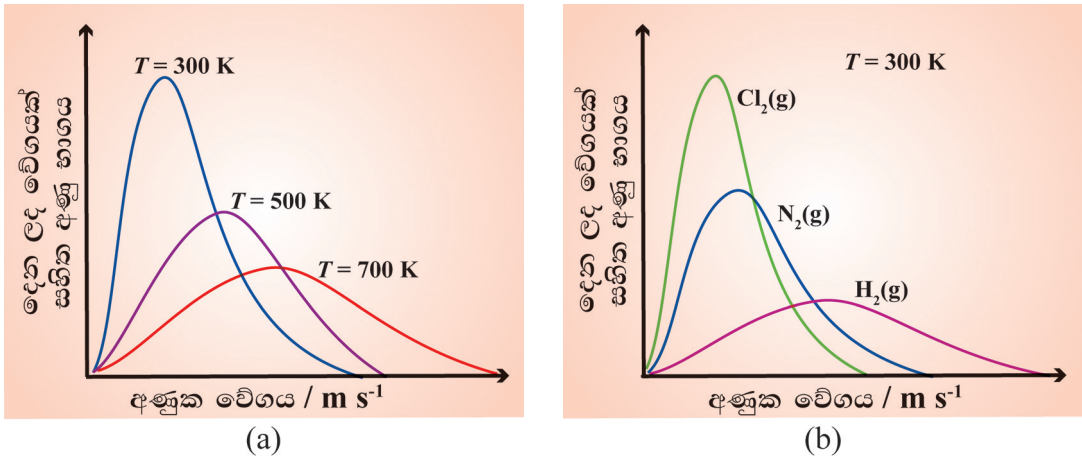 T = 300 K
T = 500 K
T = 700 K
දෙන ලද වේගයක්
සහිත අණු භාගය
අණුක වේගය / m s-1
(a)
T = 300 K
Cl2(g)
N2(g)
H2(g)
දෙන ලද වේගයක්
සහිත අණු භාගය
අණුක වේගය / m s-1
(b)